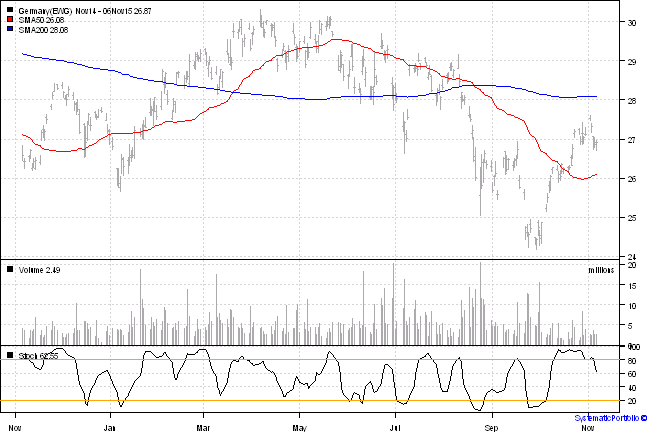 Germany(EWG) Nov14 - 06Nov15 26.87
SMA50 26.08
SMA200 28.08
30
29
28
27
26
25
24
Volume 2.49
millions
20
15
10
5
0
Stoch 62.55
100
80
60
40
20
Nov Jan Mar May Jul Sep Nov
SystematicPortfolio ©